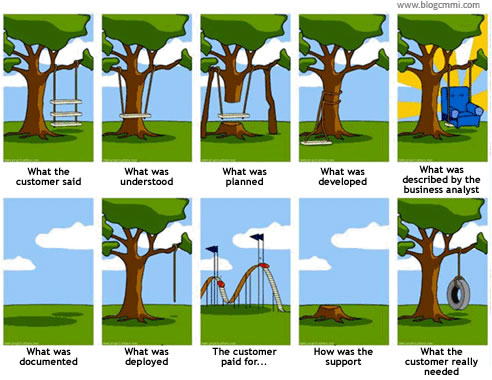 www.blogcmmi.com
What the
customer said
What was
understood
What was
planned
What was
developed
What was
described by the
business analyst
What was
documented
What was
deployed
The customer
paid for...
How was the
support
What the
customer really
needed